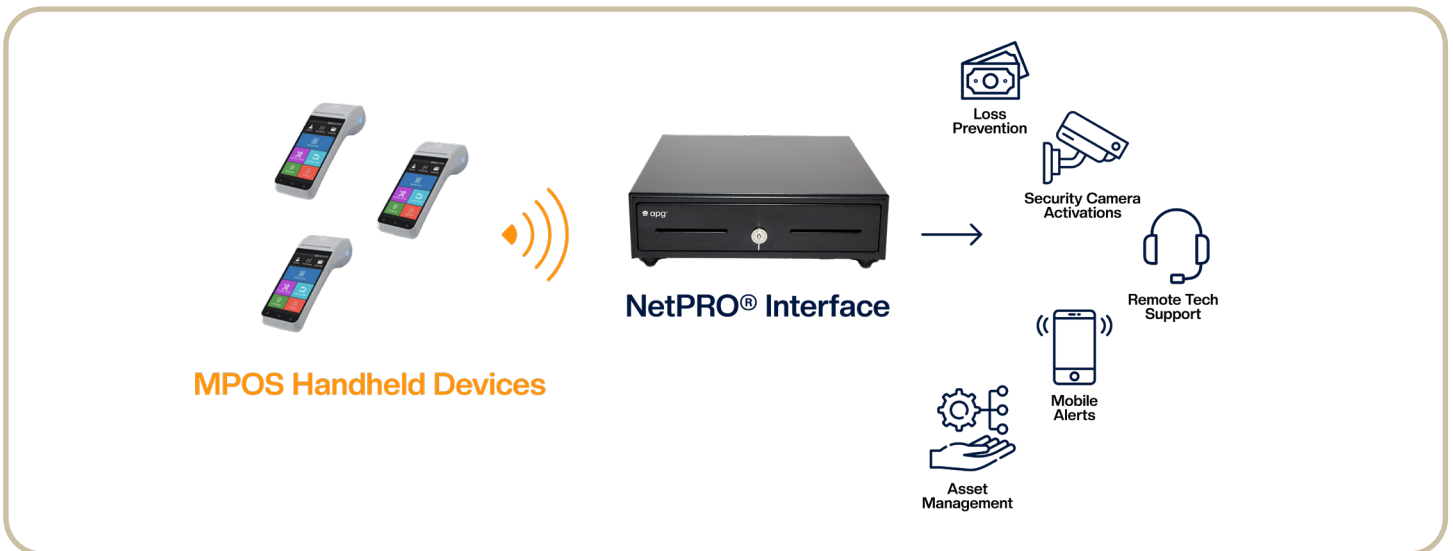 MPOS Handheld Devices
apg
NetPRO® Interface
Loss
Prevention
Security Camera
Activations
Remote Tech
Support
Mobile
Alerts
Asset
Management